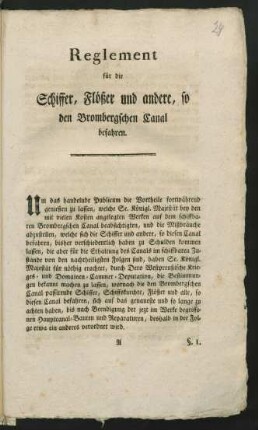 29
Reglement
für die
Schiffer, Flößer und andere, so
den Brombergschen Canal
befahren.
Um das handelnde Publicum die Vortheile fortwährend
geniessen zu lassen, welche Se. Königl. Majestät bey den
mit vielen Kosten angelegten Werken auf dem schiffba-
ren Brombergschen Canal beabsichtigten, und die Mißbräuche
abzustellen, welche sich die Schiffer und andere, so diesen Canal
befahren, bisher verschiedentlich haben zu Schulden kommen
lassen, die aber für die Erhaltung des Canals im schiffbaren Zu-
stande von den nachtheiligsten Folgen sind, haben Se. Königl.
Majestät für nöthig erachtet, durch Dero Westpreußische Krie-
ges- und Domainen-Cammer-Deputation, die Bestimmun-
gen bekannt machen zu lassen, wornach die den Brombergschen
Canal passirende Schiffer, Schiffsknechte, Flößer und alle, so
diesen Canal befahren, sich auf das genaueste und so lange zu
achten haben, bis nach Beendigung der jezt im Werke begriffe-
nen Hauptcanal-Bauten und Reparaturen, deshalb in der Fol-
ge etwa ein anderes verordnet wird.
A §. 1.